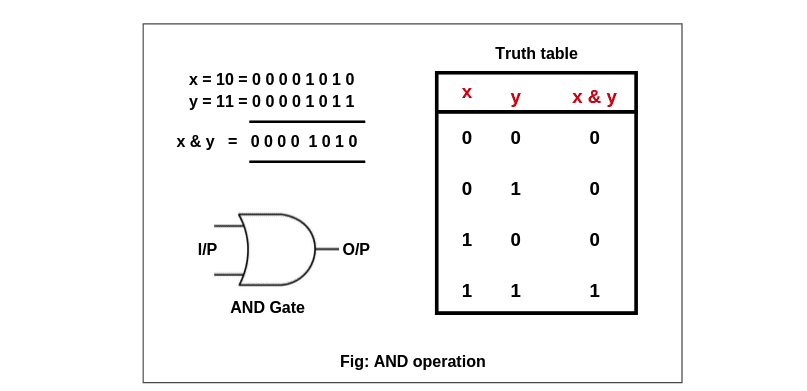 x = 10 = 0 0 0 0 1 0 1 0
y = 11 = 0 0 0 0 1 0 1 1
x & y = 0 0 0 0 1 0 1 0
I/P
O/P
AND Gate
Truth table
x y x & y
0 0 0
0 1 0
1 0 0
1 1 1
Fig: AND operation